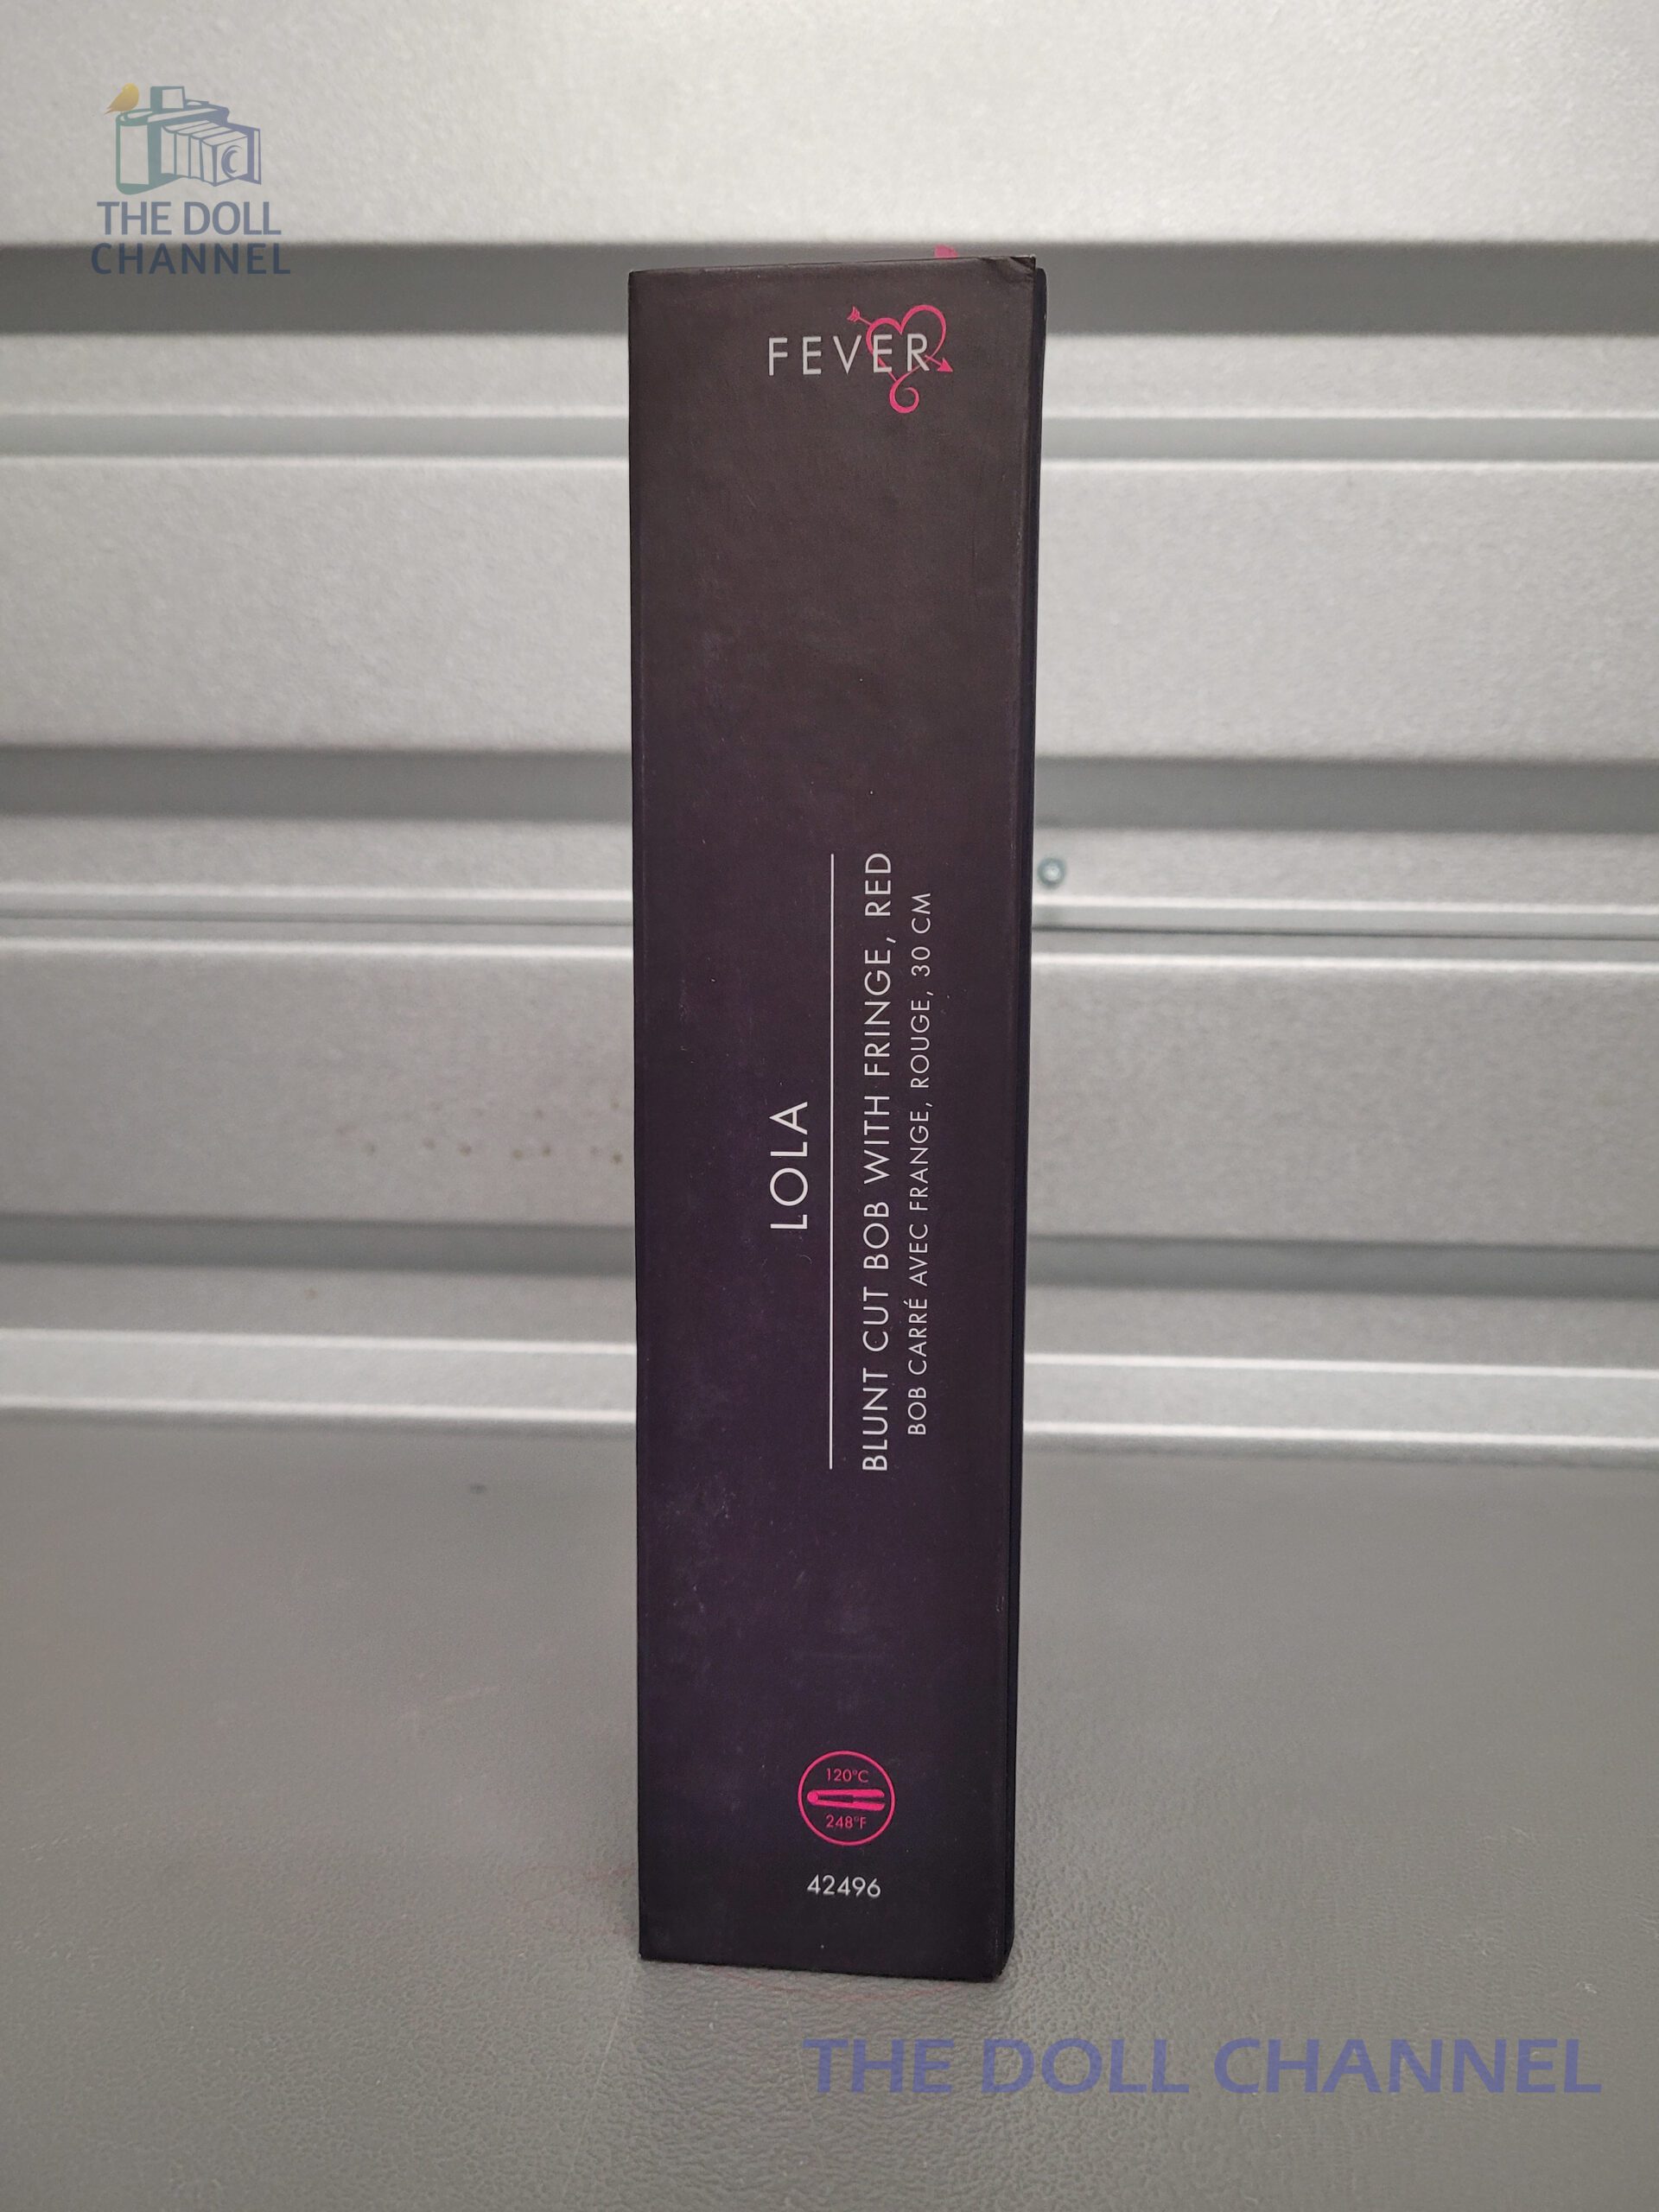 THE DOLL
CHANNEL
FEVER
LOLA
BLUNT CUT BOB WITH FRINGE, RED
BOB CARRÉ AVEC FRANGE, ROUGE, 30 CM
120°C
248°F
42496
THE DOLL CHANNEL